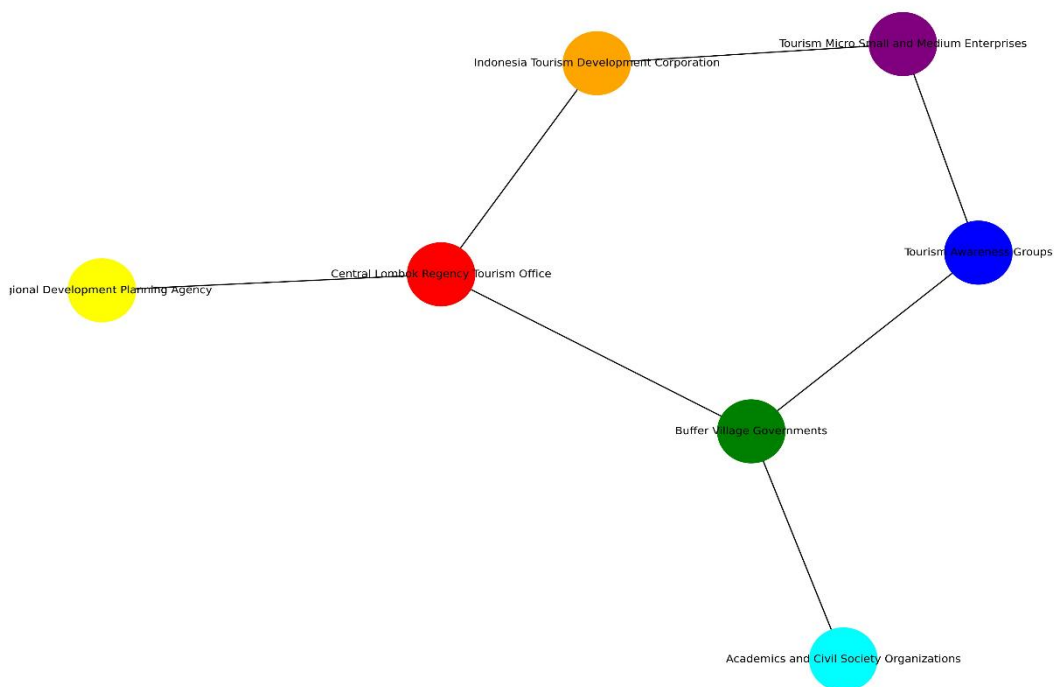 Tourism Micro Small and Medium Enterprises
Indonesia Tourism Development Corporation
Tourism Awareness Groups
Central Lombok Regency Tourism Office
gional Development Planning Agency
Buffer Village Governments
Academics and Civil Society Organizations